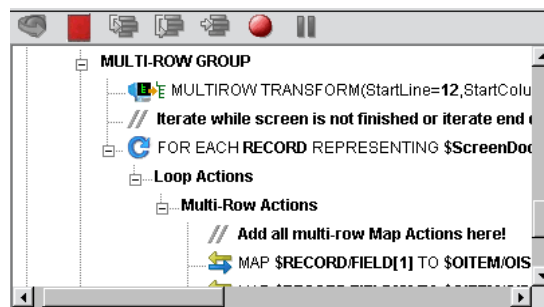 MULTI-ROW GROUP
MULTIROW TRANSFORM(StartLine=12,StartColu
// Iterate while screen is not finished or iterate end
FOR EACH RECORD REPRESENTING $ScreenDoc
Loop Actions
Multi-Row Actions
// Add all multi-row Map Actions here!
MAP $RECORD/FIELD[1] TO $OITEM/OIS